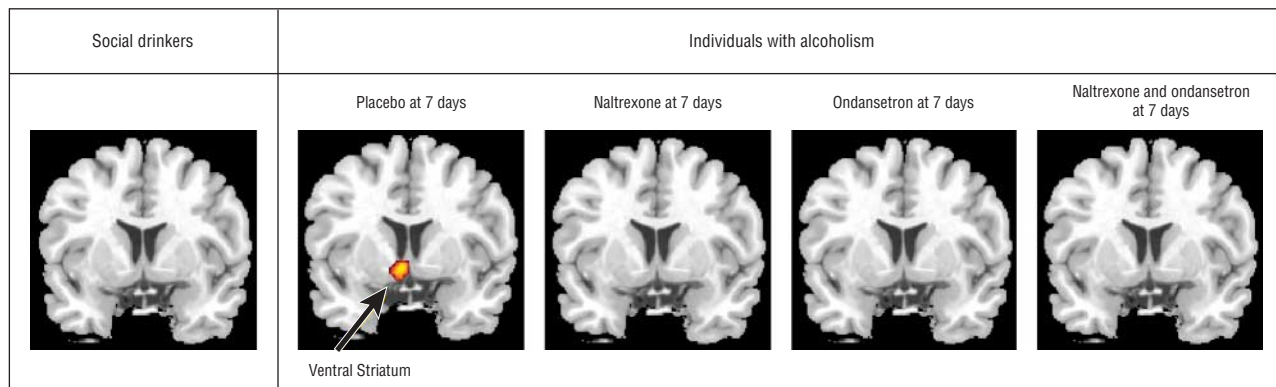 Social drinkers
Individuals with alcoholism
Placebo at 7 days
Naltrexone at 7 days
Ondansetron at 7 days
Naltrexone and ondansetron
at 7 days
Ventral Striatum